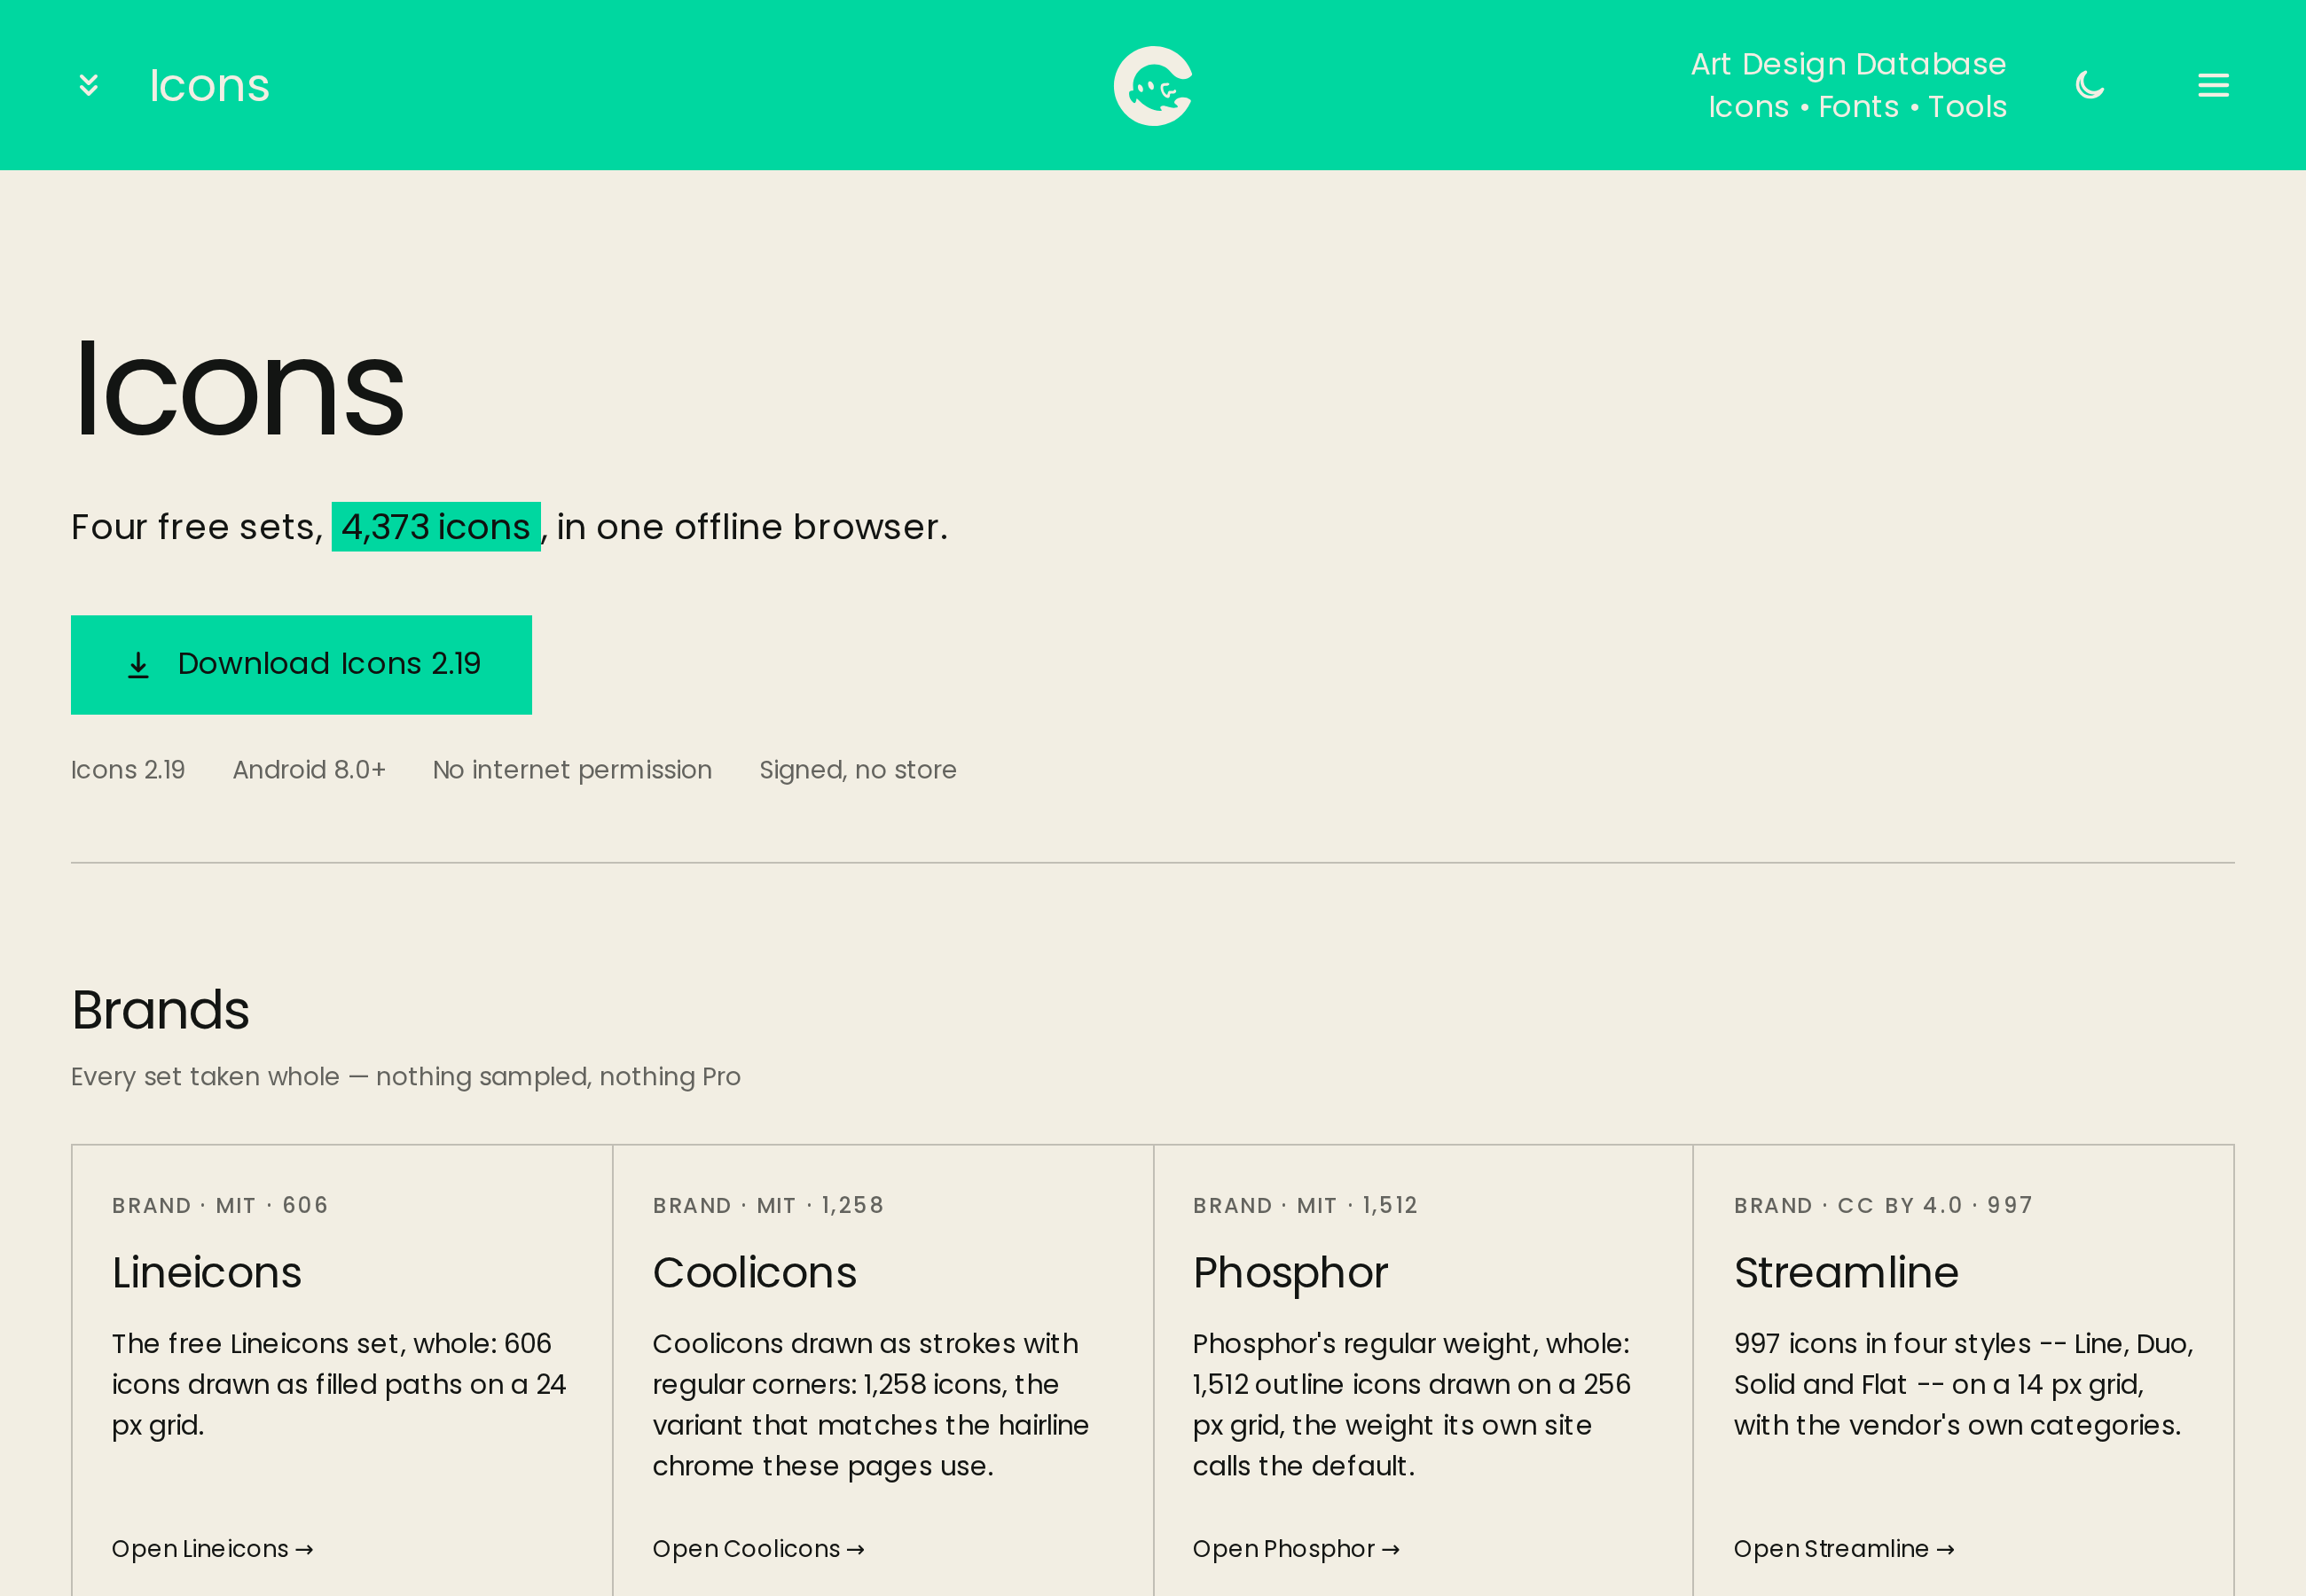 Icons
Art Design Database
Icons • Fonts • Tools
Icons
Four free sets, 4,373 icons , in one offline browser.
Download Icons 2.19
Icons 2.19 Android 8.0+ No internet permission Signed, no store
Brands
Every set taken whole — nothing sampled, nothing Pro
BRAND · MIT · 606
Lineicons
The free Lineicons set, whole: 606
icons drawn as filled paths on a 24
px grid.
Open Lineicons →
BRAND · MIT · 1,258
Coolicons
Coolicons drawn as strokes with
regular corners: 1,258 icons, the
variant that matches the hairline
chrome these pages use.
Open Coolicons →
BRAND · MIT · 1,512
Phosphor
Phosphor's regular weight, whole:
1,512 outline icons drawn on a 256
px grid, the weight its own site
calls the default.
Open Phosphor →
BRAND · CC BY 4.0 · 997
Streamline
997 icons in four styles -- Line, Duo,
Solid and Flat -- on a 14 px grid,
with the vendor's own categories.
Open Streamline →